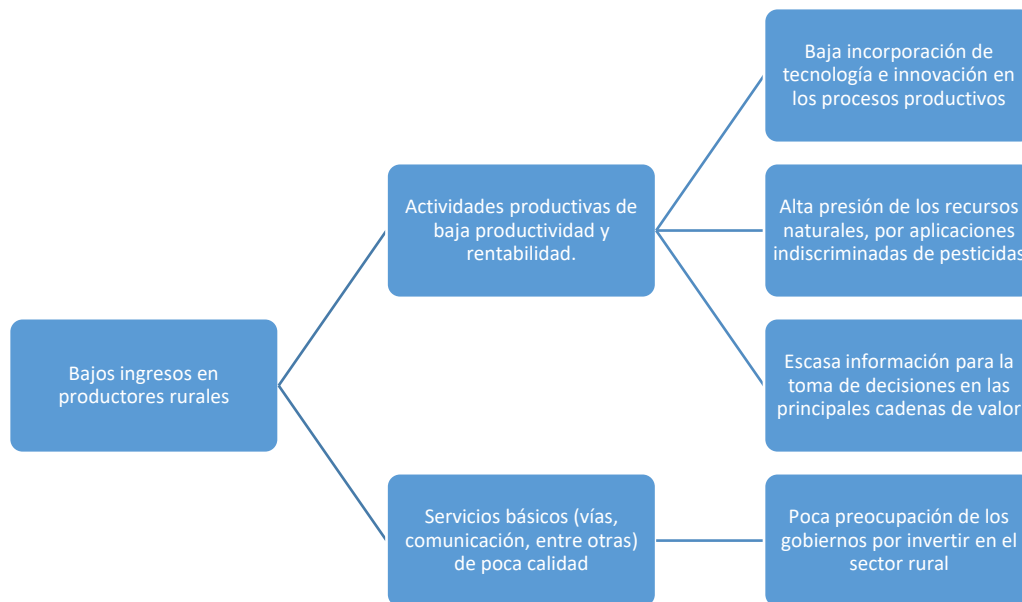 Baja incorporación de
tecnología e innovación en
los procesos productivos
Actividades productivas de
baja productividad y
rentabilidad.
Alta presión de los recursos
naturales, por aplicaciones
indiscriminadas de pesticidas
Bajos ingresos en
productores rurales
Escasa información para la
toma de decisiones en las
principales cadenas de valor
Servicios básicos (vías,
comunicación, entre otras)
de poca calidad
Poca preocupación de los
gobiernos por invertir en el
sector rural